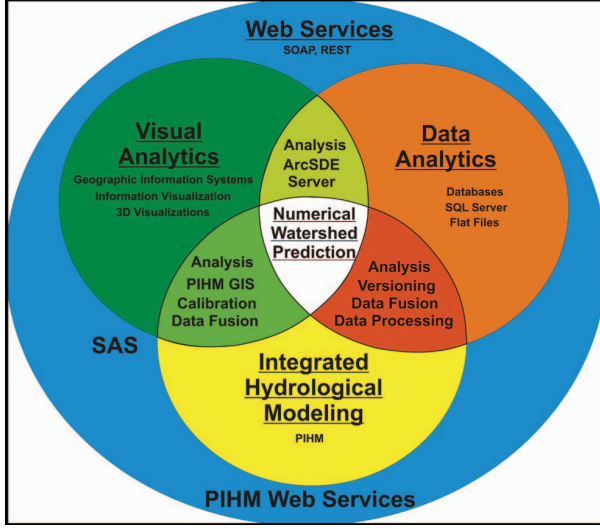 Web Services
SOAP, REST
Visual
Analytics
Geographic Information Systems
Information Visualization
3D Visualizations
Analysis
ArcSDE
Server
Data
Analytics
Databases
SQL Server
Flat Files
Numerical
Watershed
Prediction
Analysis
PIHM GIS
Calibration
Data Fusion
Analysis
Versioning
Data Fusion
Data Processing
SAS
Integrated
Hydrological
Modeling
PIHM
PIHM Web Services